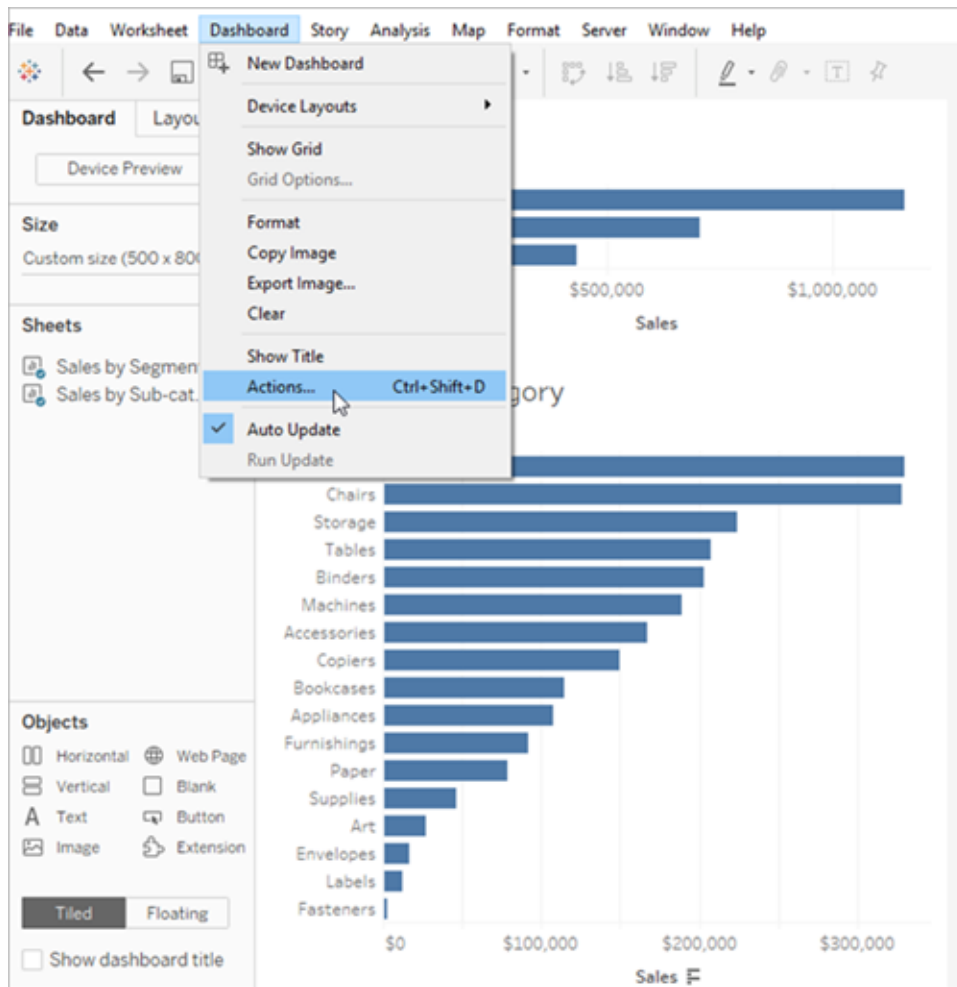 File Data Worksheet Dashboard Story Analysis Map Format Server Window Help
New Dashboard
Device Layouts
Show Grid
Grid Options...
Format
Copy Image
Export Image...
Clear
Show Title
Actions... Ctrl+Shift+D
Auto Update
Run Update
Dashboard Layou
Device Preview
Size
Custom size (500 x 800
Sheets
Sales by Segmen
Sales by Sub-cat.
Objects
Horizontal Web Page
Vertical Blank
A Text Button
Image Extension
Tiled Floating
Show dashboard title
$500,000 $1,000,000
Sales
gory
Chairs
Storage
Tables
Binders
Machines
Accessories
Copiers
Bookcases
Appliances
Furnishings
Paper
Supplies
Art
Envelopes
Labels
Fasteners
$0 $100,000 $200,000 $300,000
Sales